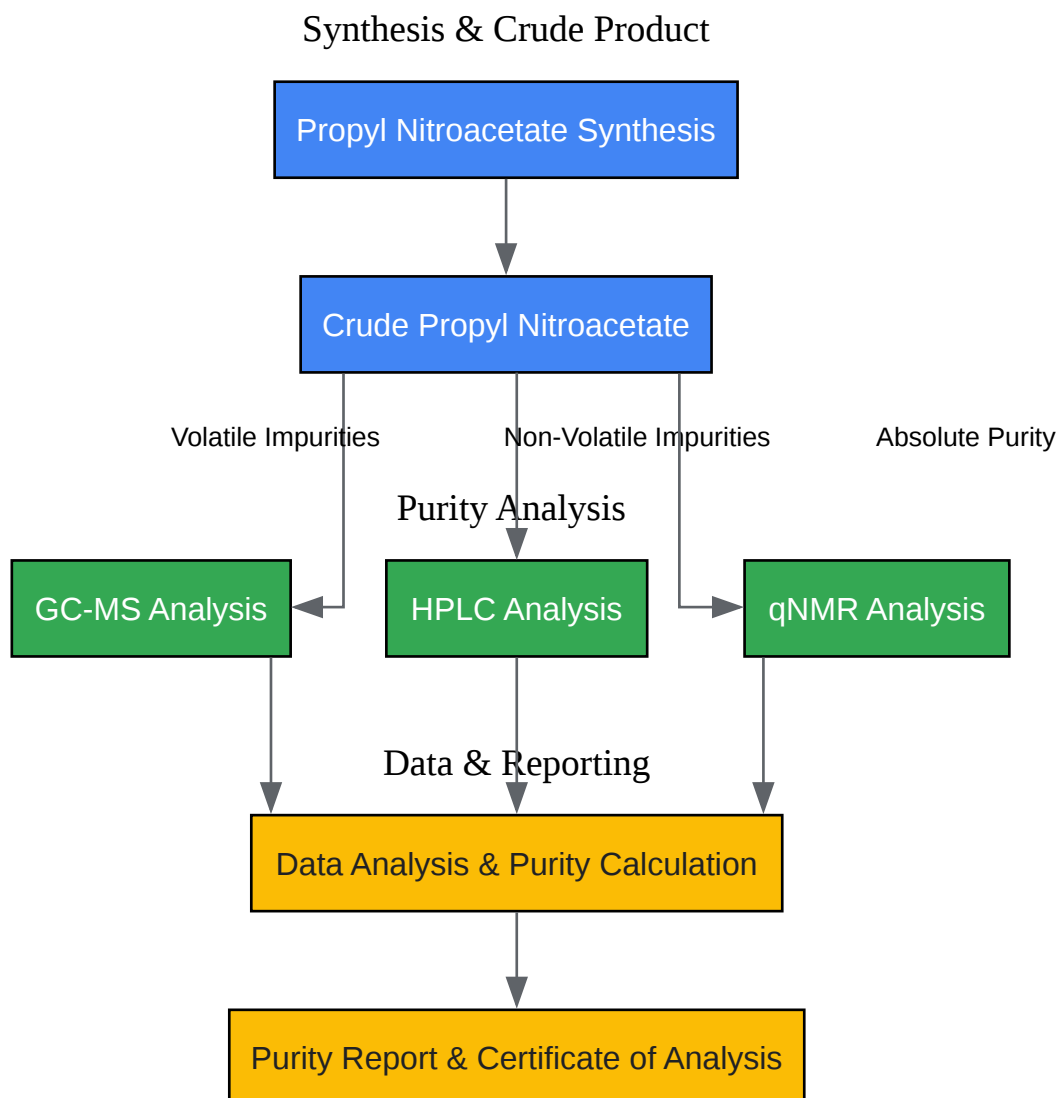 Synthesis & Crude Product
Propyl Nitroacetate Synthesis
Crude Propyl Nitroacetate
Volatile Impurities
Non-Volatile Impurities
Absolute Purity
Purity Analysis
GC-MS Analysis
HPLC Analysis
qNMR Analysis
Data & Reporting
Data Analysis & Purity Calculation
Purity Report & Certificate of Analysis